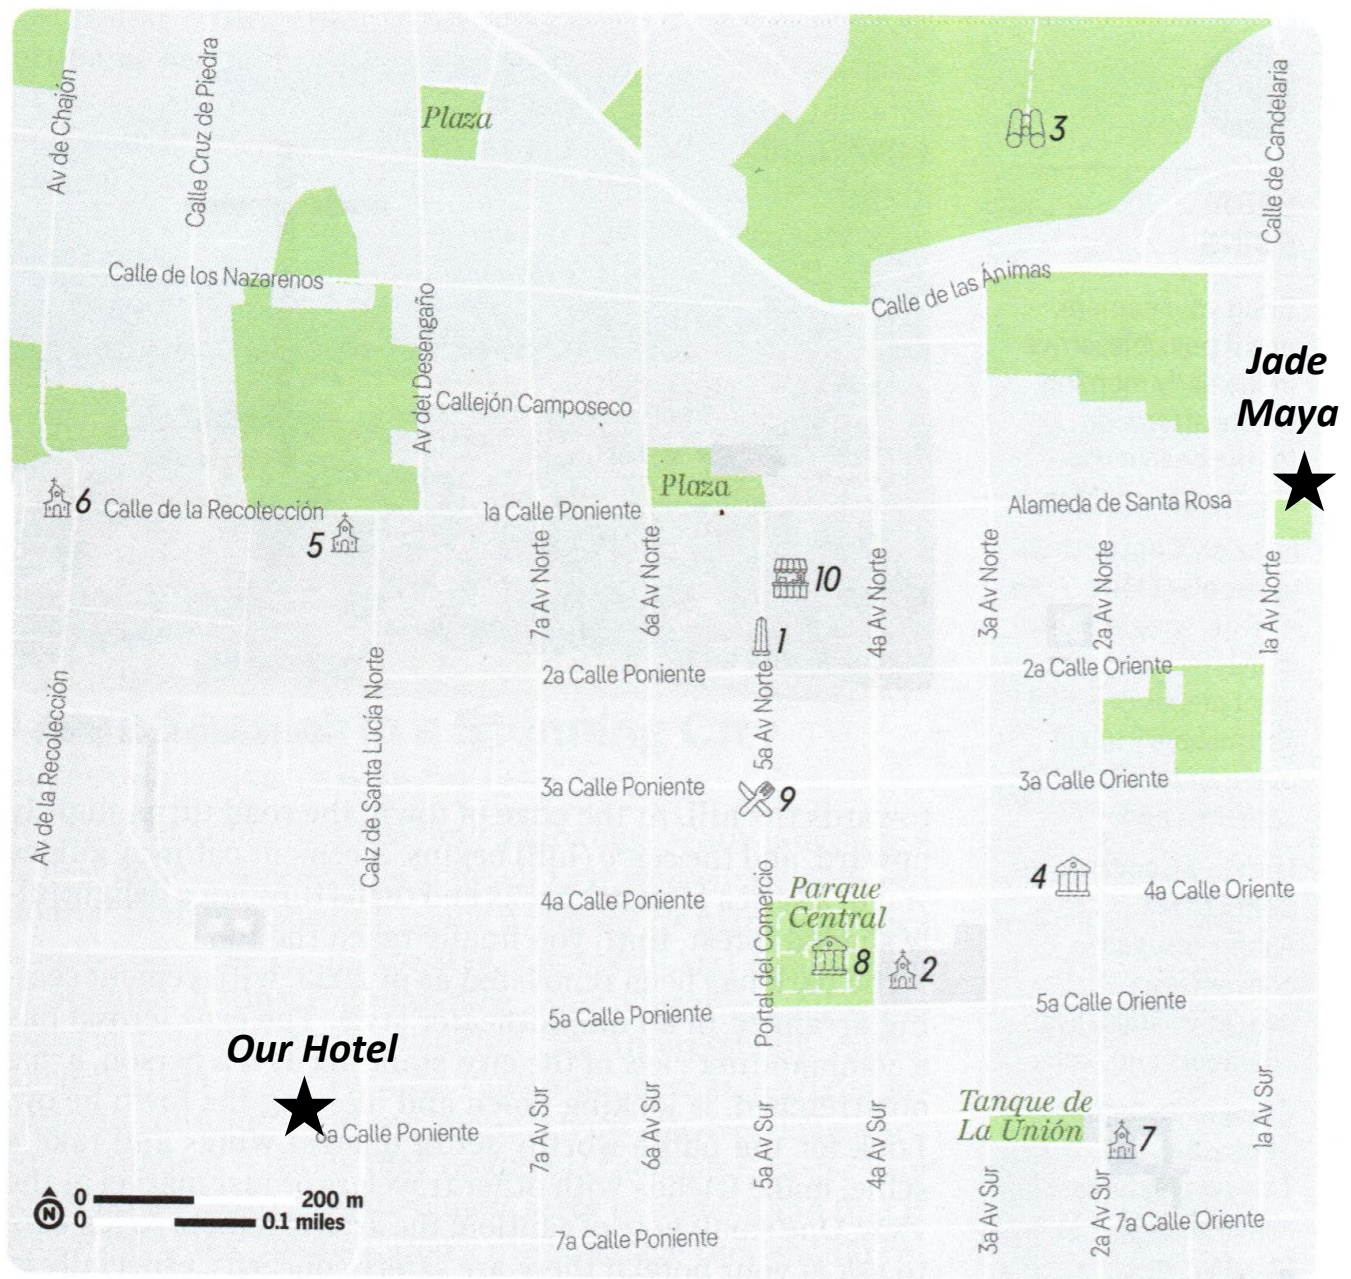 Av de Chajón
Calle Cruz de Piedra
Plaza
3
Calle de Candelaria
Calle de los Nazarenos
Calle de las Ánimas
Av del Desengaño
Jade
Maya
Callejón Camposeco
Plaza
6
Calle de la Recolección
5
1a Calle Poniente
Alameda de Santa Rosa
7a Av Norte
6a Av Norte
10
4a Av Norte
3a Av Norte
2a Av Norte
1a Av Norte
1
2a Calle Poniente
2a Calle Oriente
Av de la Recolección
Calz de Santa Lucía Norte
5a Av Norte
3a Calle Poniente
9
3a Calle Oriente
4a Calle Poniente
Portal del Comercio
Parque
Central
4
4a Calle Oriente
8
2
5a Calle Poniente
5a Calle Oriente
Our Hotel
6a Calle Poniente
7a Av Sur
6a Av Sur
5a Av Sur
4a Av Sur
Tanque de
La Unión
7
1a Av Sur
3a Av Sur
2a Av Sur
N
0 200 m
0 0.1 miles
7a Calle Poniente
7a Calle Oriente